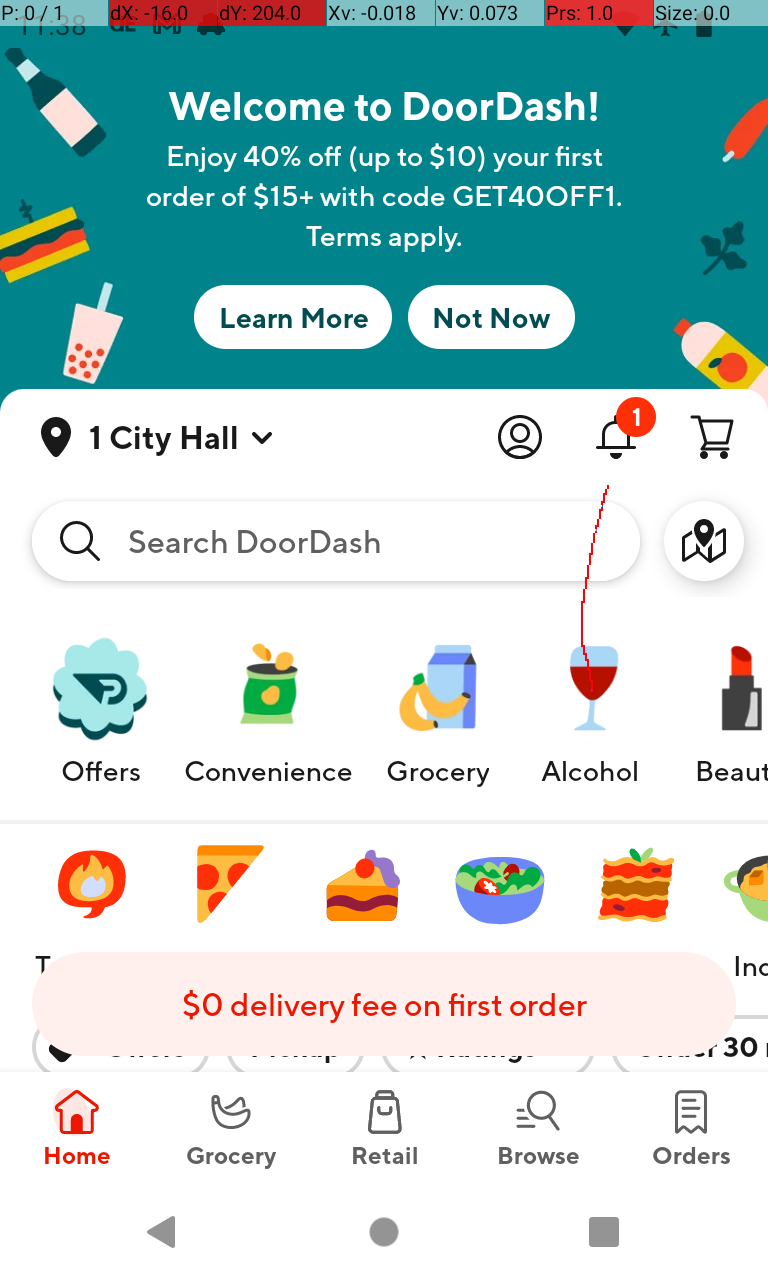 P: 0 / 1 dX: -16.0 dY: 204.0 Xv: -0.018 Yv: 0.073 Prs: 1.0 Size: 0.0
11:38
Welcome to DoorDash!
Enjoy 40% off (up to $10) your first
order of $15+ with code GET40OFF1.
Terms apply.
Learn More Not Now
1 City Hall 1
Search DoorDash
Offers Convenience Grocery Alcohol Beaut
$0 delivery fee on first order
30
Home Grocery Retail Browse Orders